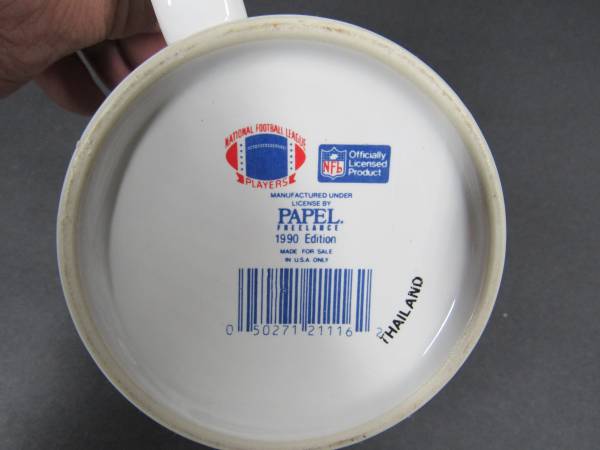 NATIONAL FOOTBALL LEAGUE
PLAYERS
NFL
Officially
Licensed
Product
MANUFACTURED UNDER
LICENSE BY
PAPEL®
FREELANCE
1990 Edition
MADE FOR SALE
IN U.S.A. ONLY
0 50271 21116 2
THAILAND